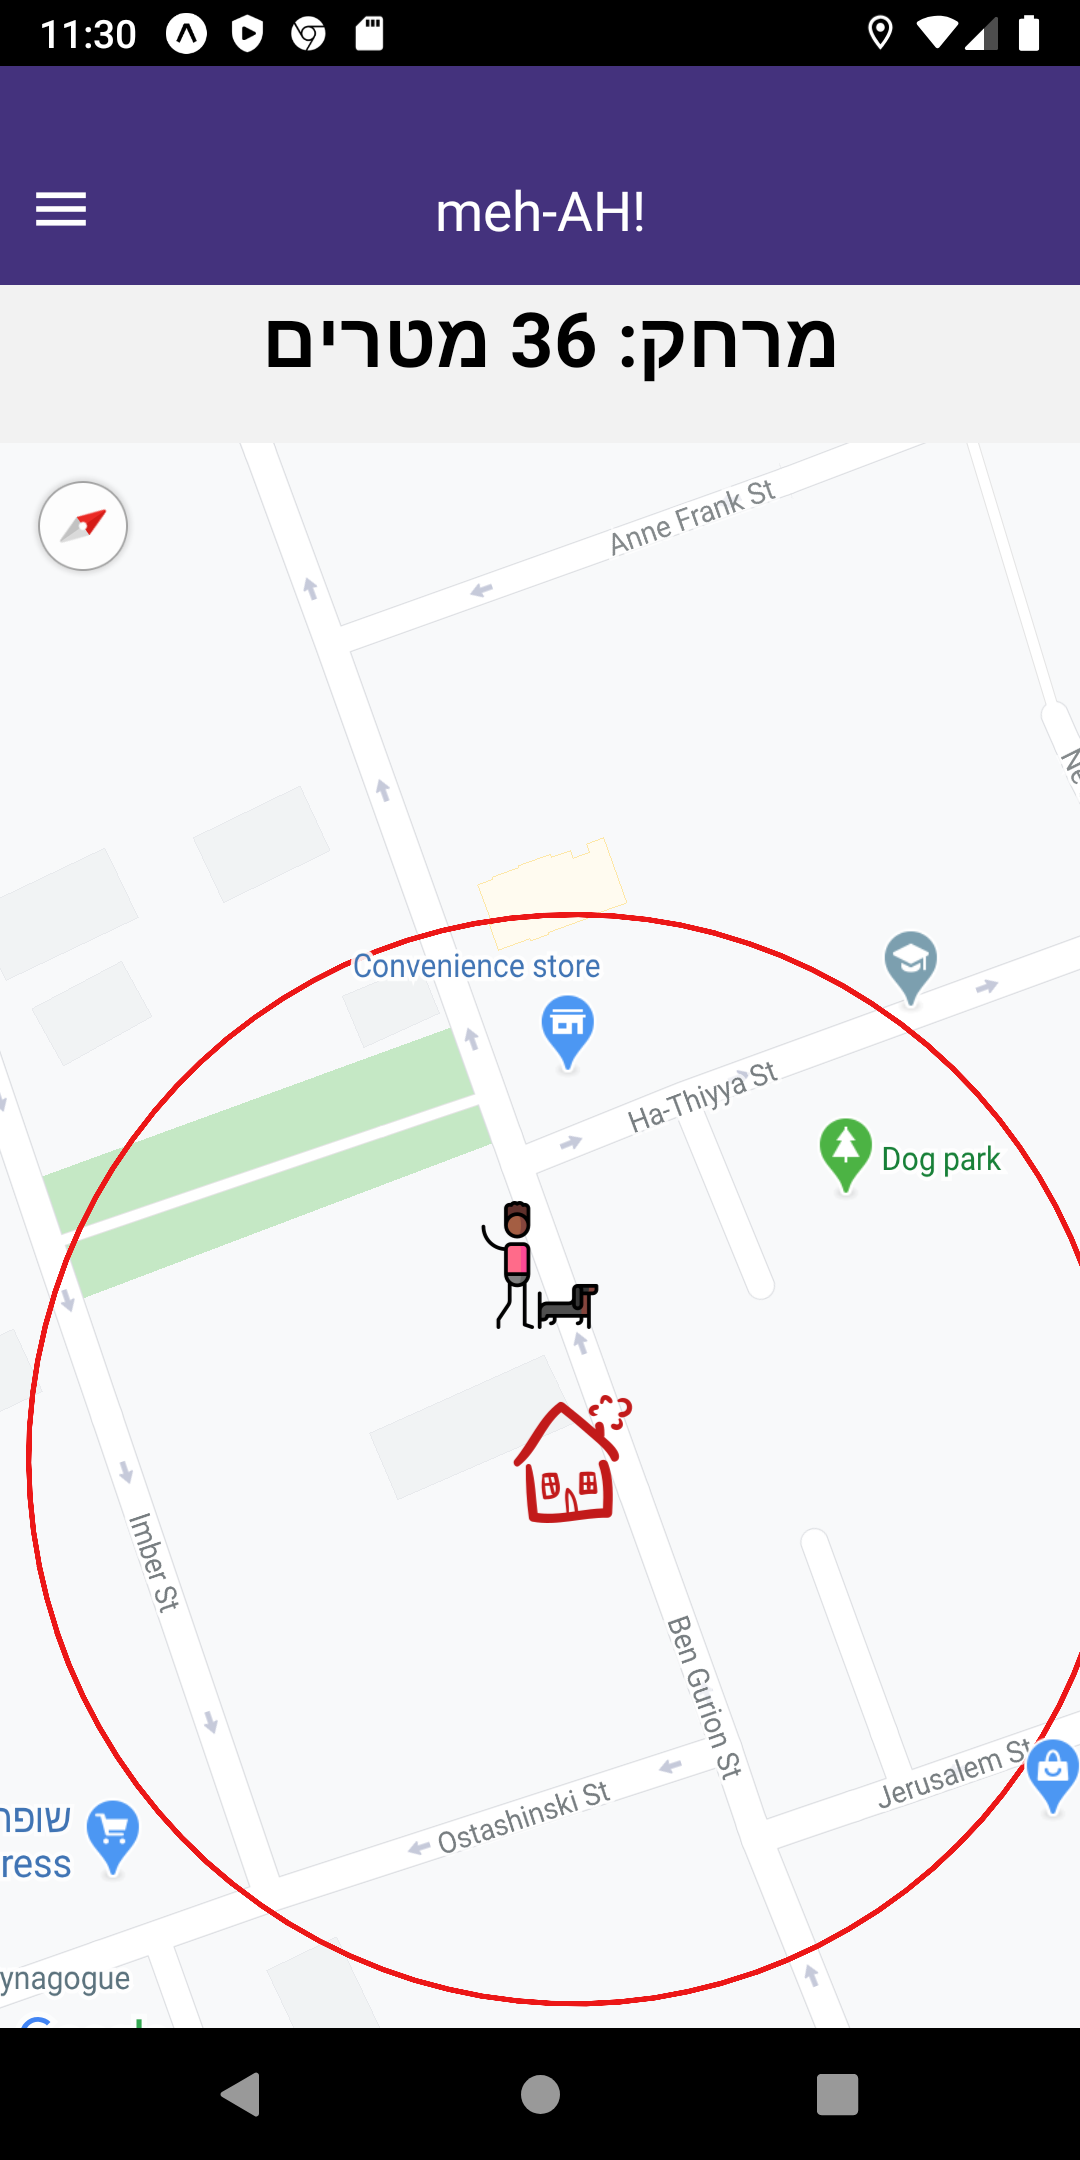 11:30
meh-AH!
מרחק: 36 מטרים
Anne Frank St
Convenience store
Ha-Thiyya St
Dog park
Imber St
Ben Gurion St
Jerusalem St
Ostashinski St